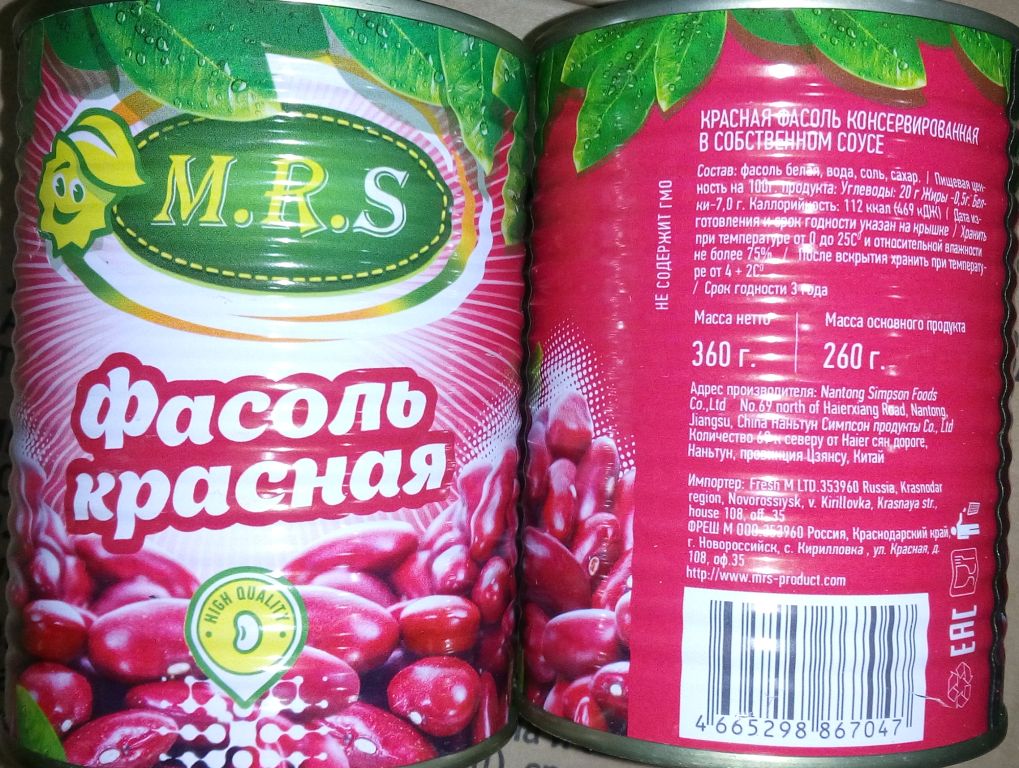 M.R.S
Фасоль
красная
HIGH QUALITY
КРАСНАЯ ФАСОЛЬ КОНСЕРВИРОВАННАЯ
В СОБСТВЕННОМ СОУСЕ
Состав: фасоль белая, вода, соль, сахар. / Пищевая цен-
ность на 100г. продукта: Углеводы: 20 г Жиры -0,5г. Бел-
ки-7,0 г. Каллорийность: 112 ккал (469 кДЖ) / Дата из-
готовления и срок годности указан на крышке / Хранить
при температуре от 0 до 25С° и относительной влажности
не более 75% / После вскрытия хранить при температу-
ре от 4 + 2С°
/ Срок годности 3 года
НЕ СОДЕРЖИТ ГМО
Масса нетто
360 г.
Масса основного продукта
260 г.
Адрес производителя: Nantong Simpson Foods
Co.,Ltd No.69 north of Haierxiang Road, Nantong,
Jiangsu, China Наньтун Симпсон продукты Co., Ltd
Количество 69 к северу от Haier сян дороге,
Наньтун, провинция Цзянсу, Китай
Импортер: Fresh M LTD.353960 Russia, Krasnodar
region, Novorossiysk, v. Kirillovka, Krasnaya str.,
house 108, off.35
ФРЕШ М ООО.353960 Россия, Краснодарский край,
г. Новороссийск, с. Кирилловка , ул. Красная, д.
108, оф.35
http://www.mrs-product.com
EAC
4 665298 867047